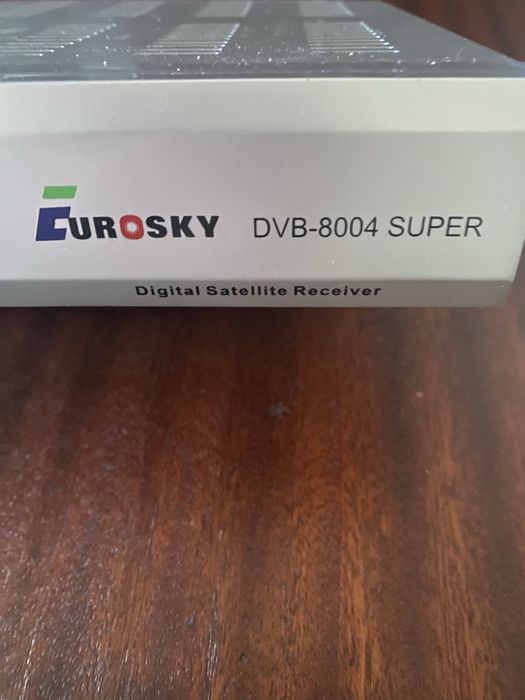 EUROSKY DVB-8004 SUPER
Digital Satellite Receiver